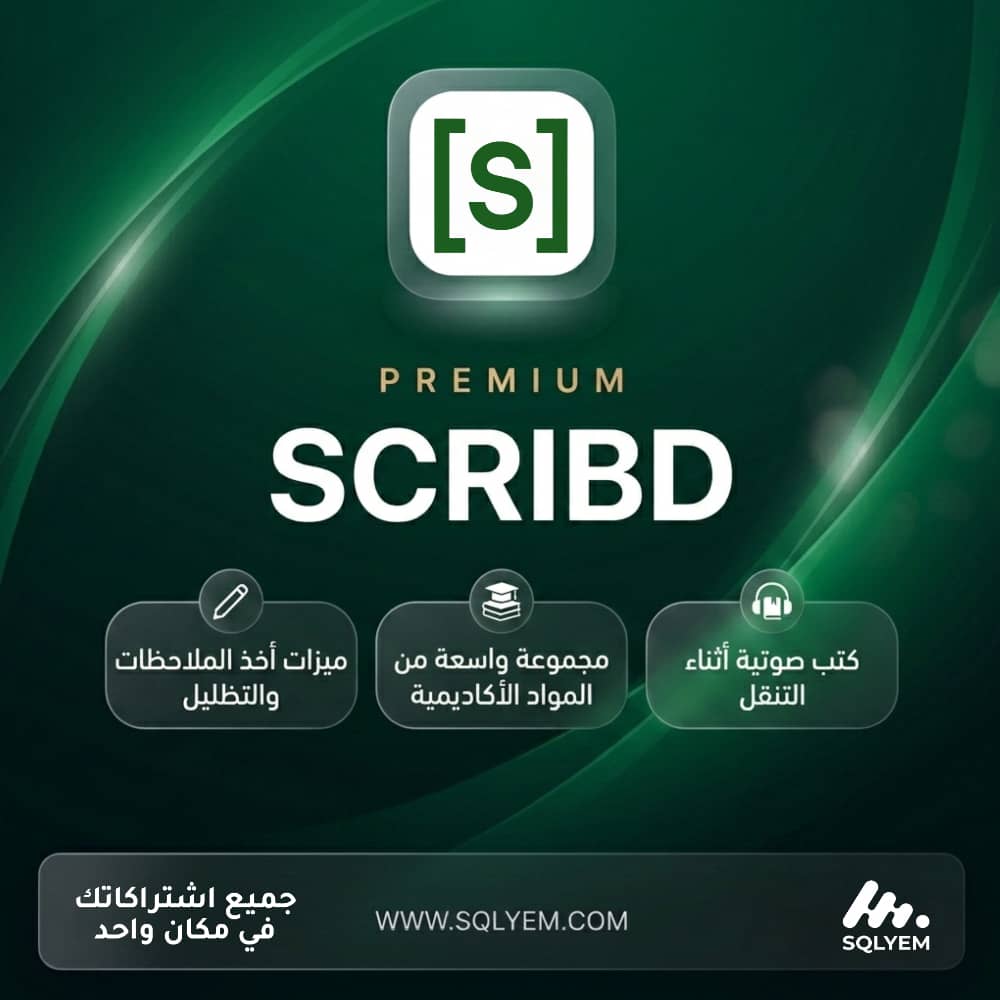 [S]
PREMIUM
SCRIBD
كتب صوتية أثناء
التنقل
مجموعة واسعة من
المواد الأكاديمية
ميزات أخذ الملاحظات
والتظليل
جميع اشتراكاتك
في مكان واحد
WWW.SQLYEM.COM
SQLYEM